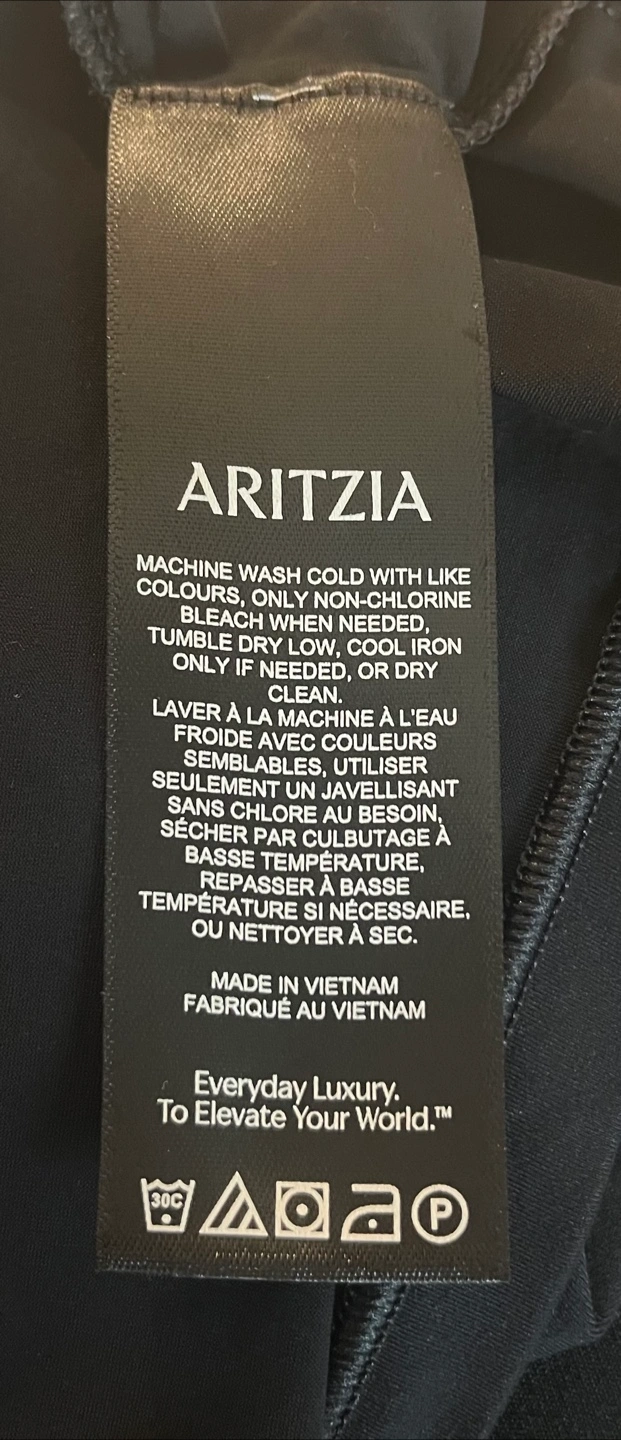 ARITZIA
MACHINE WASH COLD WITH LIKE
COLOURS, ONLY NON-CHLORINE
BLEACH WHEN NEEDED,
TUMBLE DRY LOW, COOL IRON
ONLY IF NEEDED, OR DRY
CLEAN.
LAVER À LA MACHINE À L'EAU
FROIDE AVEC COULEURS
SEMBLABLES, UTILISER
SEULEMENT UN JAVELLISANT
SANS CHLORE AU BESOIN,
SÉCHER PAR CULBUTAGE À
BASSE TEMPÉRATURE,
REPASSER À BASSE
TEMPÉRATURE SI NÉCESSAIRE,
OU NETTOYER À SEC.
MADE IN VIETNAM
FABRIQUÉ AU VIETNAM
Everyday Luxury.
To Elevate Your World.™
30C P